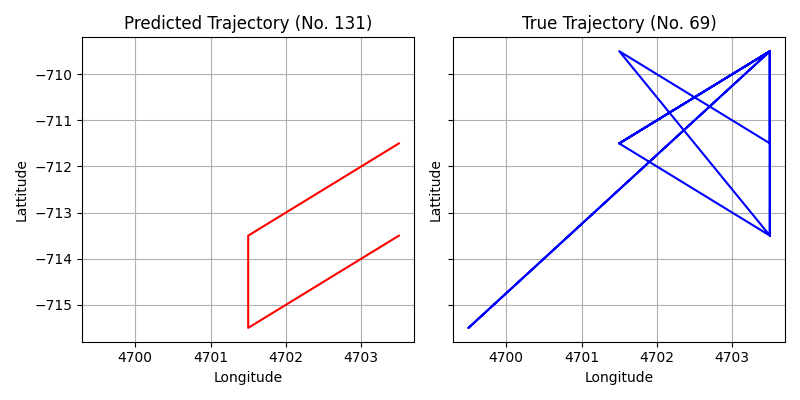 Predicted Trajectory (No. 131)
True Trajectory (No. 69)
−710
−711
−712
−713
−714
−715
Lattitude
Lattitude
4700
4701
4702
4703
4700
4701
4702
4703
Longitude
Longitude